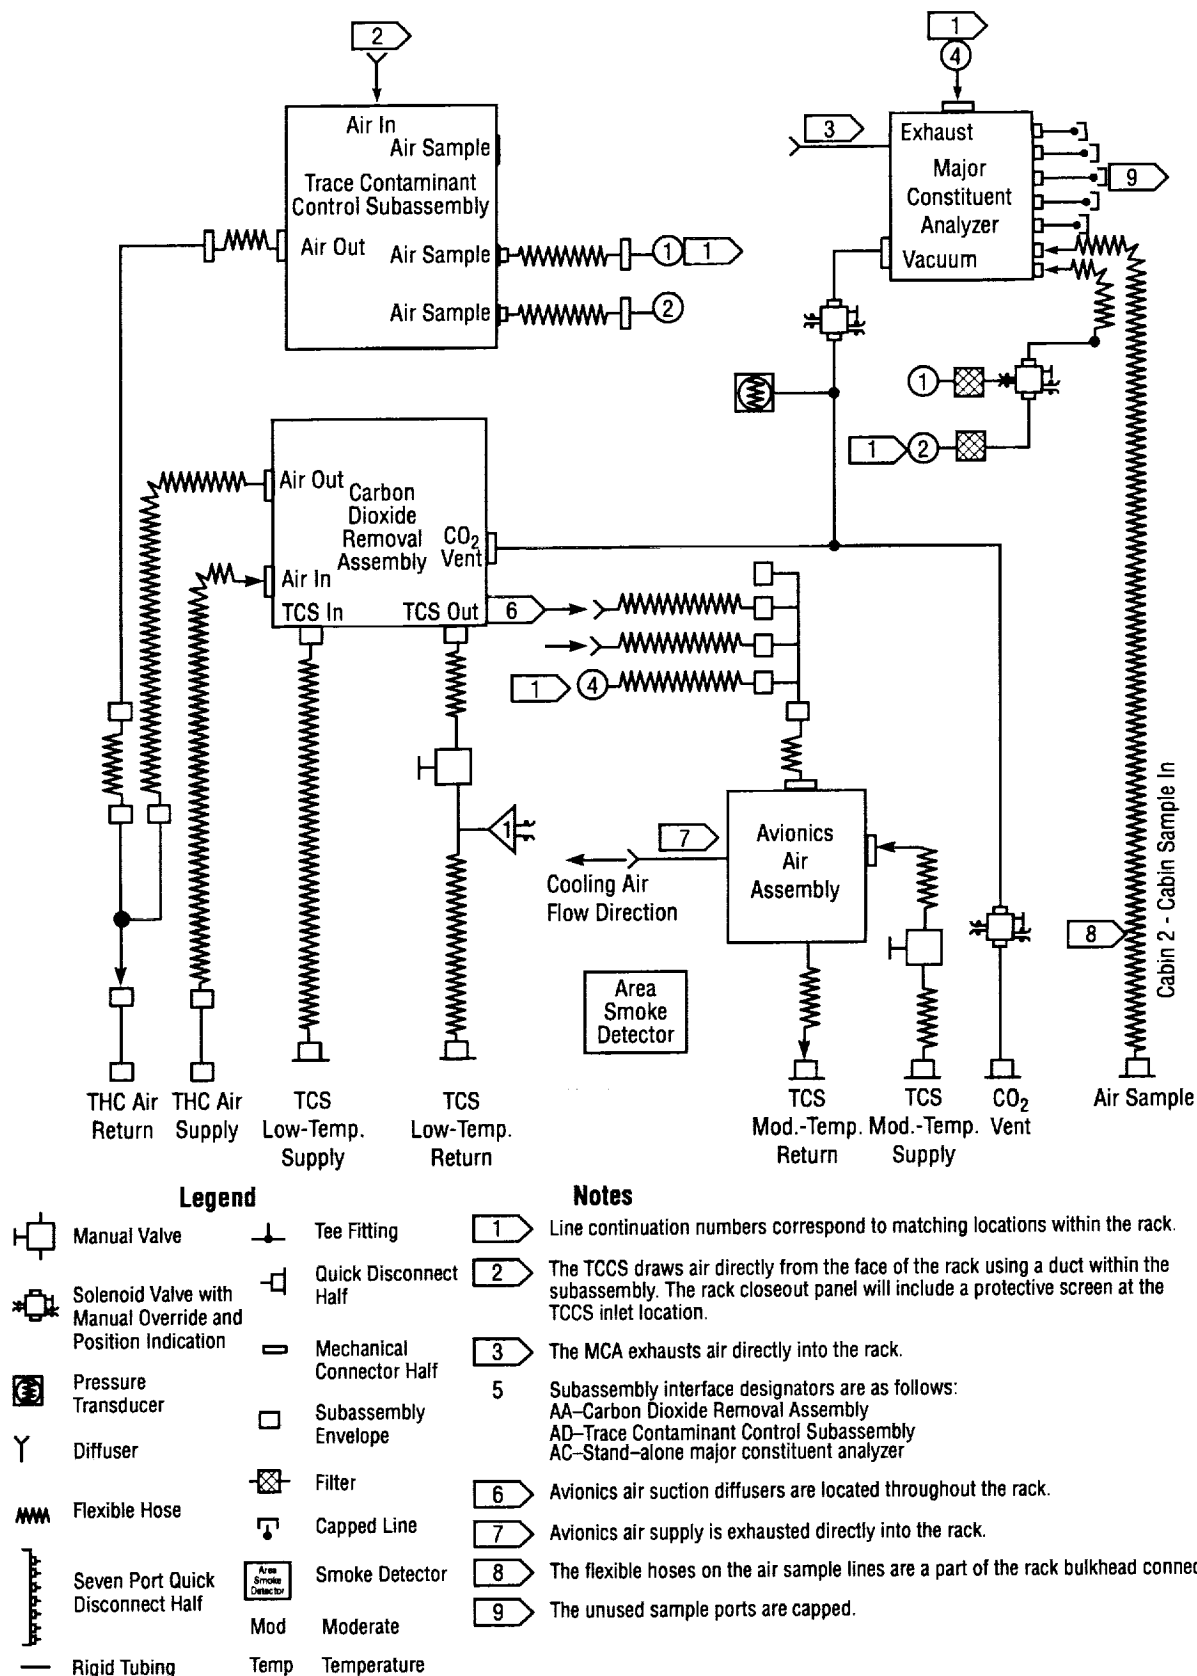 2
1
4
Air In
Air Sample
Trace Contaminant
Control Subassembly
Air Out
Air Sample
1
1
Air Sample
2
3
Exhaust
Major
Constituent
Analyzer
Vacuum
9
1
1
2
Air Out
Carbon
Dioxide
Removal
Assembly
CO2
Vent
Air In
TCS In
TCS Out
6
1
4
1
7
Avionics
Air
Assembly
Cooling Air
Flow Direction
Area
Smoke
Detector
8
Cabin 2 - Cabin Sample In
THC Air
Return
THC Air
Supply
TCS
Low-Temp.
Supply
TCS
Low-Temp.
Return
TCS
Mod.-Temp.
Return
TCS
Mod.-Temp.
Supply
CO2
Vent
Air Sample
Legend
Manual Valve
Solenoid Valve with
Manual Override and
Position Indication
Pressure
Transducer
Diffuser
Flexible Hose
Seven Port Quick
Disconnect Half
Rigid Tubing
Tee Fitting
Quick Disconnect
Half
Mechanical
Connector Half
Subassembly
Envelope
Filter
Capped Line
Area
Smoke
Detector
Smoke Detector
Mod Moderate
Temp Temperature
Notes
1 Line continuation numbers correspond to matching locations within the rack.
2 The TCCS draws air directly from the face of the rack using a duct within the
subassembly. The rack closeout panel will include a protective screen at the
TCCS inlet location.
3 The MCA exhausts air directly into the rack.
5 Subassembly interface designators are as follows:
AA–Carbon Dioxide Removal Assembly
AD–Trace Contaminant Control Subassembly
AC–Stand–alone major constituent analyzer
6 Avionics air suction diffusers are located throughout the rack.
7 Avionics air supply is exhausted directly into the rack.
8 The flexible hoses on the air sample lines are a part of the rack bulkhead connec
9 The unused sample ports are capped.